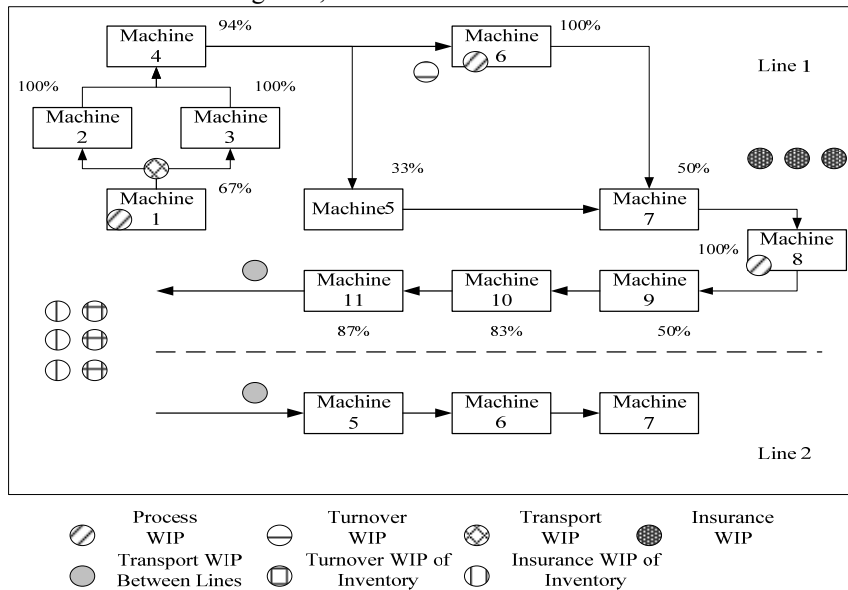 94%
Machine
4
Machine
6
100%
Line 1
100%
100%
Machine
2
Machine
3
67%
33%
50%
Machine
1
Machine5
Machine
7
100%
Machine
8
Machine
11
Machine
10
Machine
9
87%
83%
50%
Machine
5
Machine
6
Machine
7
Line 2
Process
WIP
Turnover
WIP
Transport
WIP
Insurance
WIP
Transport WIP
Between Lines
Turnover WIP of
Inventory
Insurance WIP of
Inventory